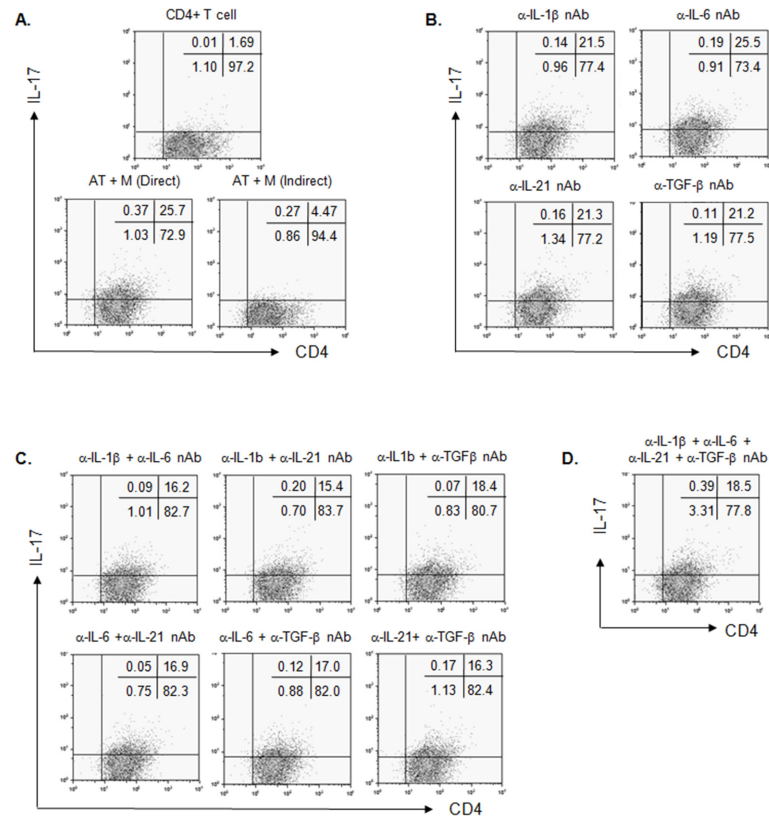 A.
CD4+ T cell
0.01 1.69
1.10 97.2
IL-17
AT + M (Direct)
0.37 25.7
1.03 72.9
AT + M (Indirect)
0.27 4.47
0.86 94.4
CD4
B.
α-IL-1β nAb
0.14 21.5
0.96 77.4
α-IL-6 nAb
0.19 25.5
0.91 73.4
IL-17
α-IL-21 nAb
0.16 21.3
1.34 77.2
α-TGF-β nAb
0.11 21.2
1.19 77.5
CD4
C.
α-IL-1β + α-IL-6 nAb
0.09 16.2
1.01 82.7
α-IL-1b + α-IL-21 nAb
0.20 15.4
0.70 83.7
α-IL1b + α-TGFβ nAb
0.07 18.4
0.83 80.7
IL-17
α-IL-6 +α-IL-21 nAb
0.05 16.9
0.75 82.3
α-IL-6 + α-TGF-β nAb
0.12 17.0
0.88 82.0
α-IL-21+ α-TGF-β nAb
0.17 16.3
1.13 82.4
CD4
D.
α-IL-1β + α-IL-6 +
α-IL-21 + α-TGF-β nAb
0.39 18.5
3.31 77.8
IL-17
CD4